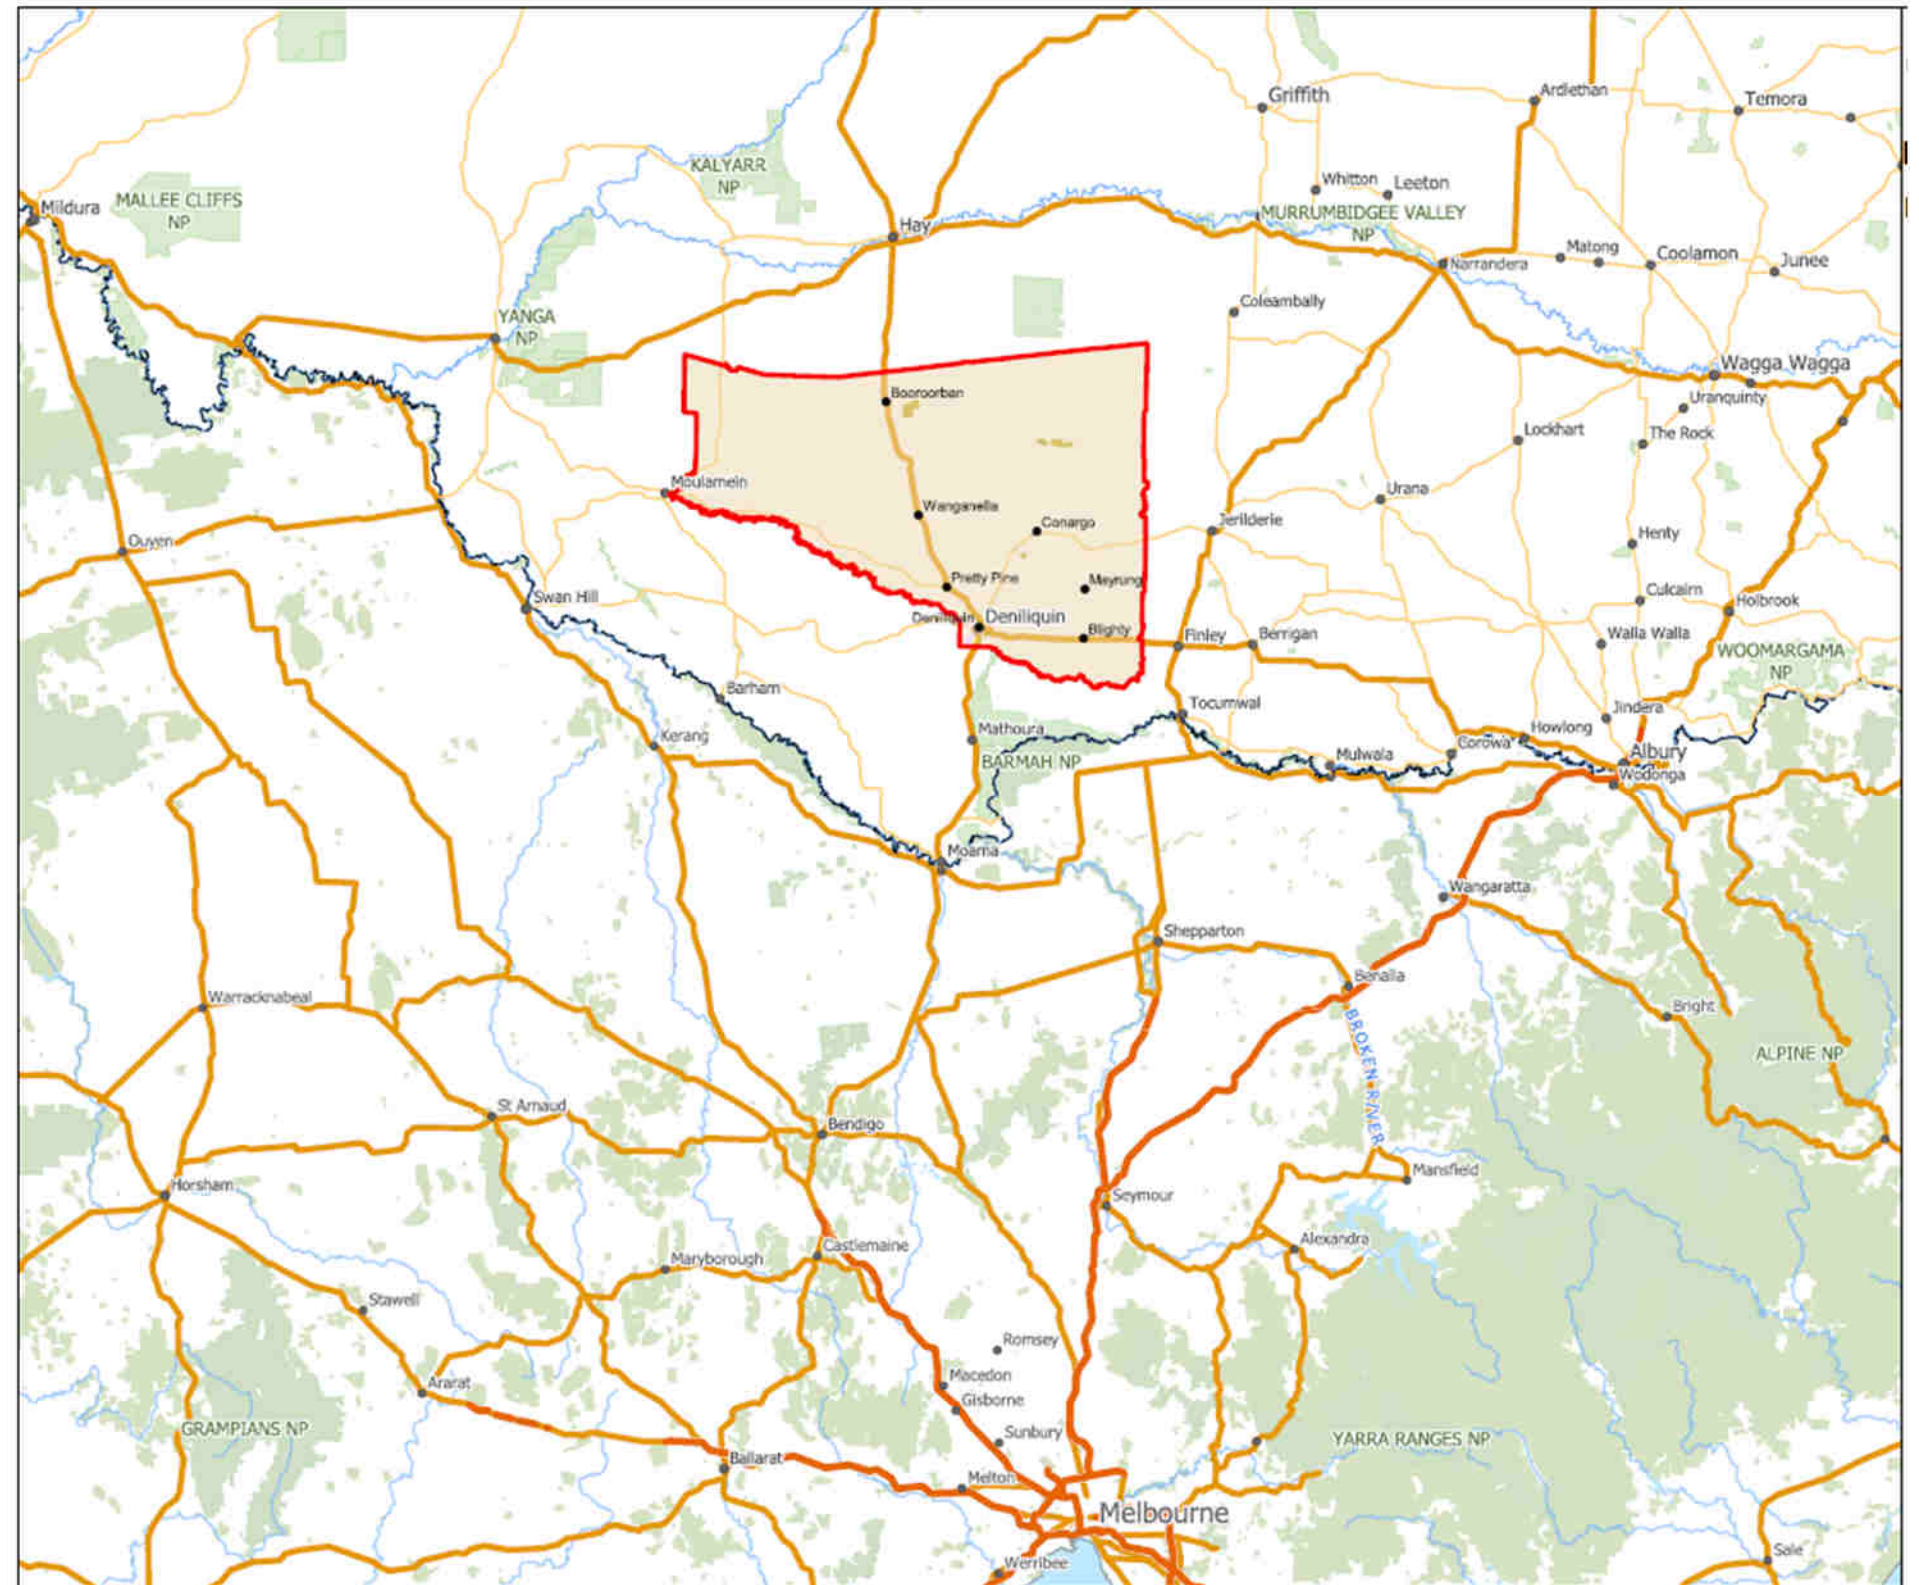 Griffith
Ardlethan
Temora
KALYARR
NP
Whitton
Leeton
MALLEE CLIFFS
NP
Mildura
Hay
MURRUMBIDGEE VALLEY
NP
Matong
Coolamon
Junee
Narrandera
Coleambally
YANGA
NP
Wagga Wagga
Booroorban
Uranquinty
Lockhart
The Rock
Moulamein
Urana
Wanganella
Conargo
Jerilderie
Henty
Ouyen
Pretty Pine
Mayrung
Culcairn
Swan Hill
Holbrook
Deniliquin
Deniliquin
Blighty
Finley
Berrigan
Walla Walla
WOOMARGAMA
NP
Barham
Tocumwal
Jindera
Mathoura
Howlong
Kerang
Corowa
BARMAH NP
Mulwala
Albury
Wodonga
Moama
Wangaratta
Shepparton
Benalla
Warracknabeal
Bright
BROKEN RIVER
ALPINE NP
St Arnaud
Bendigo
Mansfield
Horsham
Seymour
Alexandra
Castlemaine
Maryborough
Stawell
Romsey
Macedon
Ararat
Gisborne
GRAMPIANS NP
Sunbury
YARRA RANGES NP
Ballarat
Melton
Melbourne
Sale
Werribee